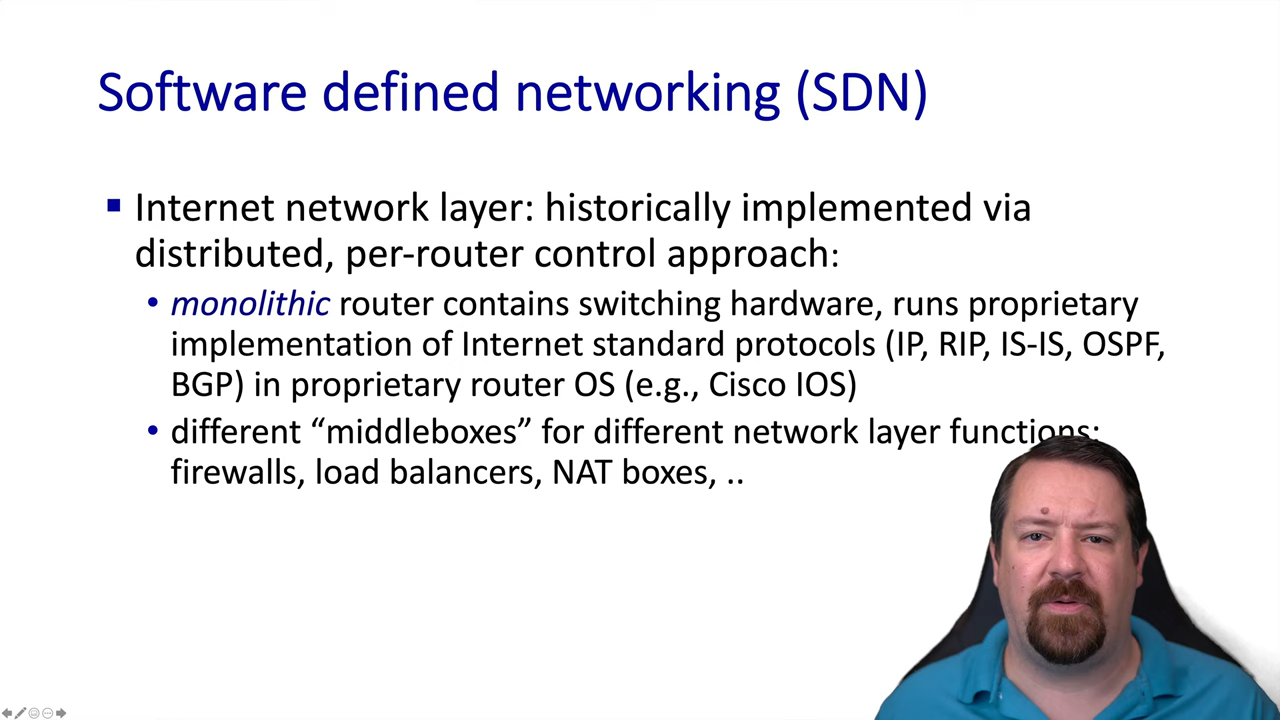 Software defined networking (SDN)
▪ Internet network layer: historically implemented via
distributed, per-router control approach:
• monolithic router contains switching hardware, runs proprietary
implementation of Internet standard protocols (IP, RIP, IS-IS, OSPF,
BGP) in proprietary router OS (e.g., Cisco IOS)
• different “middleboxes” for different network layer functions:
firewalls, load balancers, NAT boxes, ..